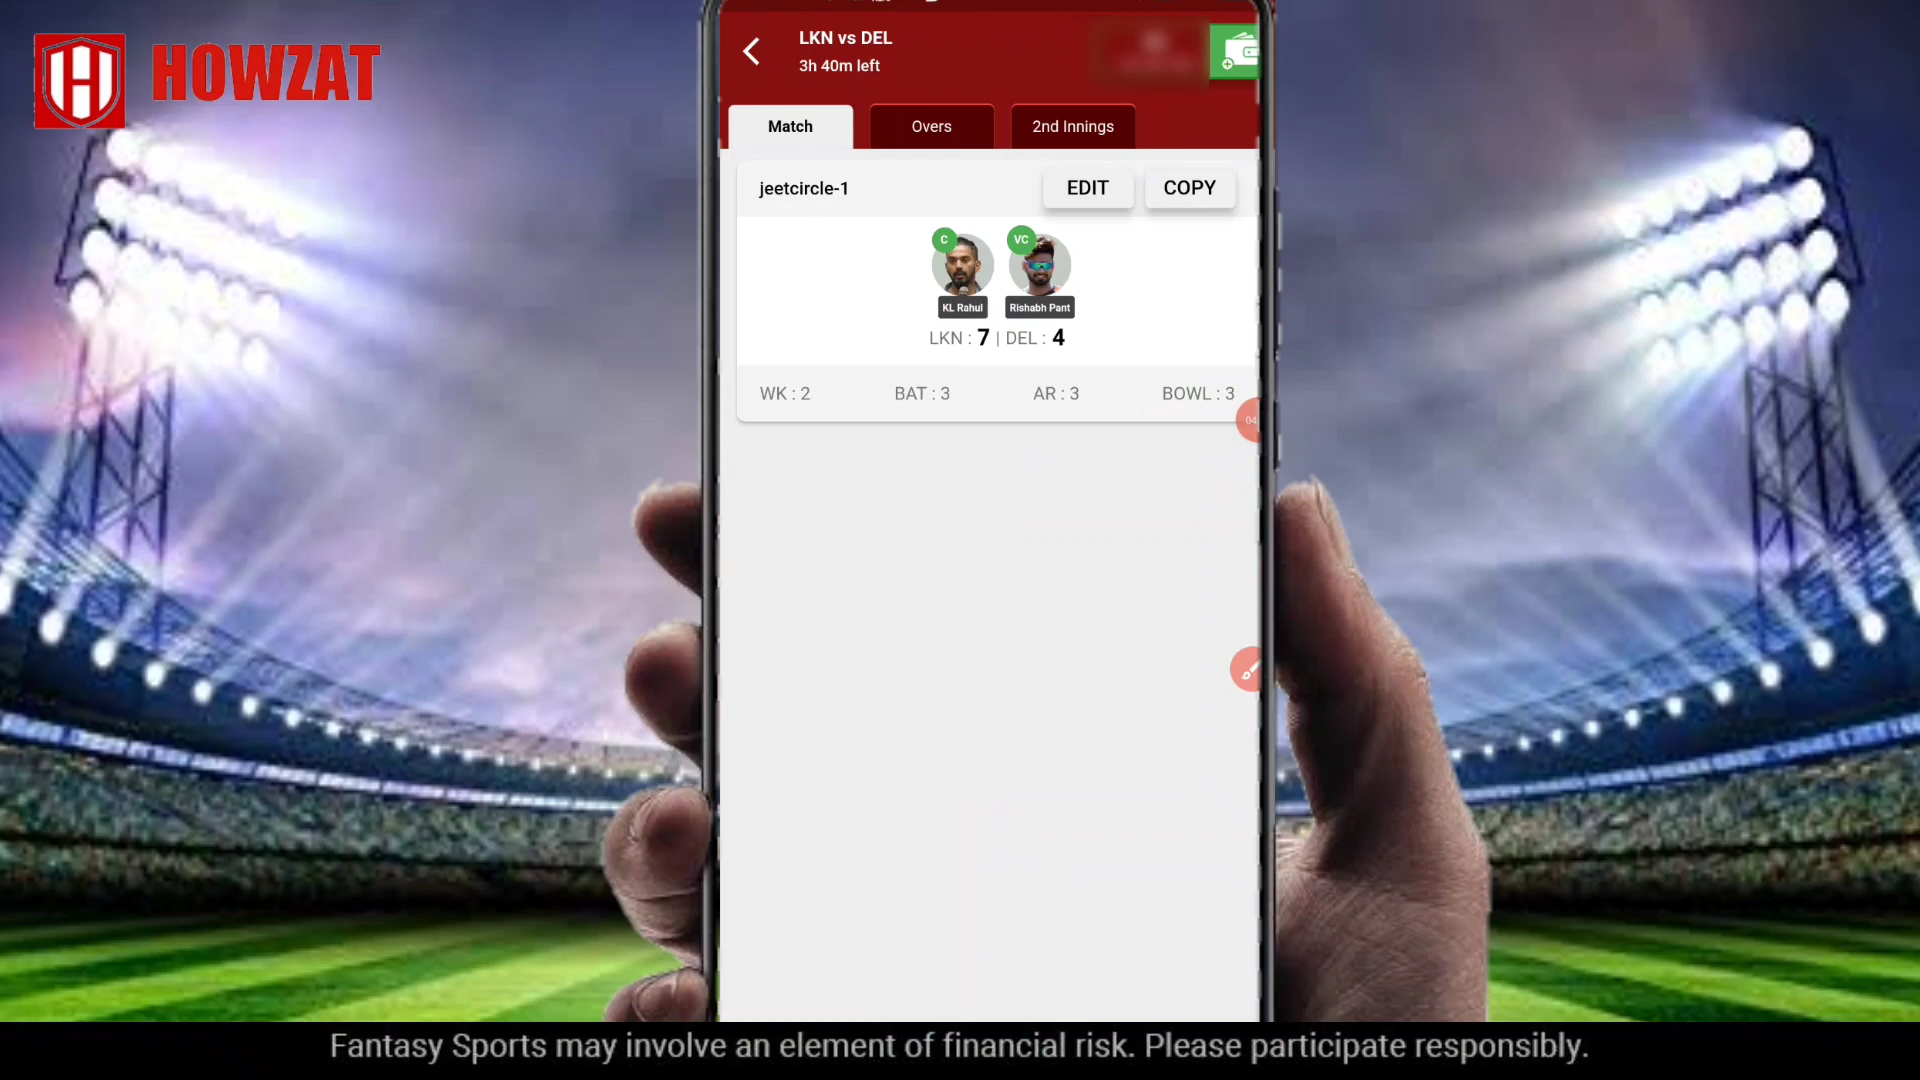 HOWZAT
LKN vs DEL
3h 40m left
Match
Overs
2nd Innings
jeetcircle-1
EDIT
COPY
C
VC
KL Rahul
Rishabh Pant
LKN : 7 | DEL : 4
WK : 2
BAT : 3
AR : 3
BOWL : 3
04
Fantasy Sports may involve an element of financial risk. Please participate responsibly.